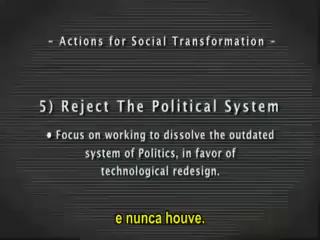 - Actions for Social Transformation -
5) Reject The Political System
● Focus on working to dissolve the outdated
system of Politics, in favor of
technological redesign.
e nunca houve.